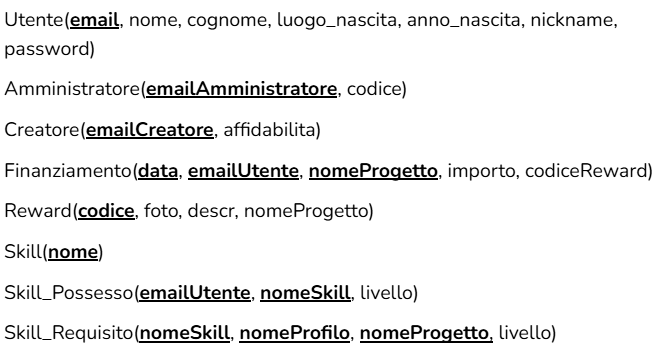 Utente(email, nome, cognome, luogo_nascita, anno_nascita, nickname,
password)
Amministratore(emailAmministratore, codice)
Creatore(emailCreatore, affidabilita)
Finanziamento(data, emailUtente, nomeProgetto, importo, codiceReward)
Reward(codice, foto, descr, nomeProgetto)
Skill(nome)
Skill_Possesso(emailUtente, nomeSkill, livello)
Skill_Requisito(nomeSkill, nomeProfilo, nomeProgetto, livello)